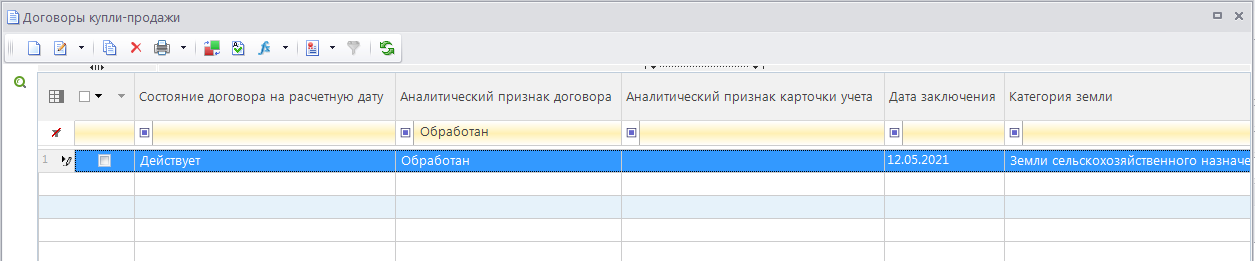 Договоры купли-продажи
Состояние договора на расчетную дату Аналитический признак договора Аналитический признак карточки учета Дата заключения Категория земли
Обработан
1 Действует Обработан 12.05.2021 Земли сельскохозяйственного назначе